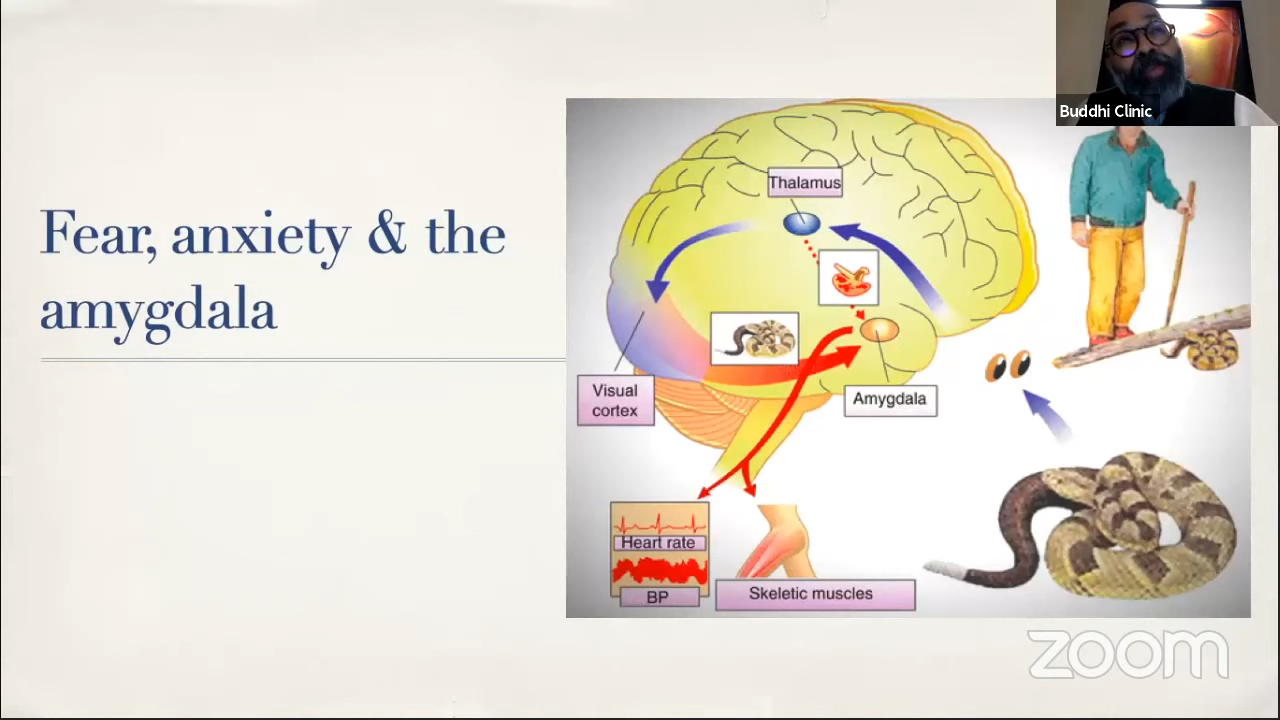 Buddhi Clinic
Fear, anxiety & the
amygdala
Thalamus
Visual
cortex
Amygdala
Heart rate
BP
Skeletic muscles
zoom